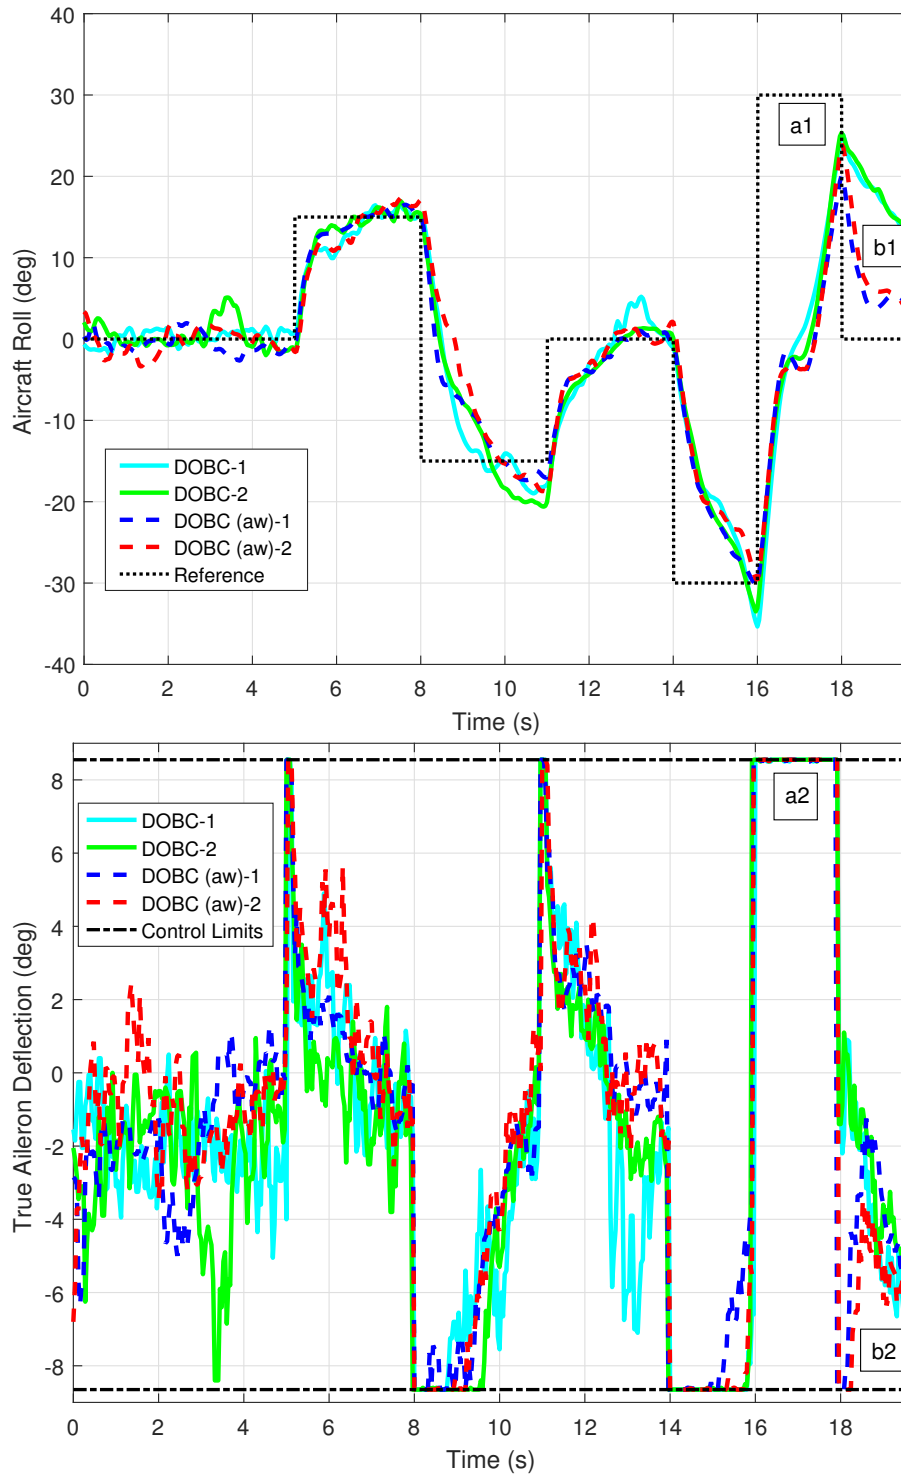 40
30
20
10
0
-10
-20
-30
-40
Aircraft Roll (deg)
a1
b1
DOBC-1
DOBC-2
DOBC (aw)-1
DOBC (aw)-2
Reference
0 2 4 6 8 10 12 14 16 18
Time (s)
8
6
4
2
0
-2
-4
-6
-8
True Aileron Deflection (deg)
a2
b2
DOBC-1
DOBC-2
DOBC (aw)-1
DOBC (aw)-2
Control Limits
0 2 4 6 8 10 12 14 16 18
Time (s)